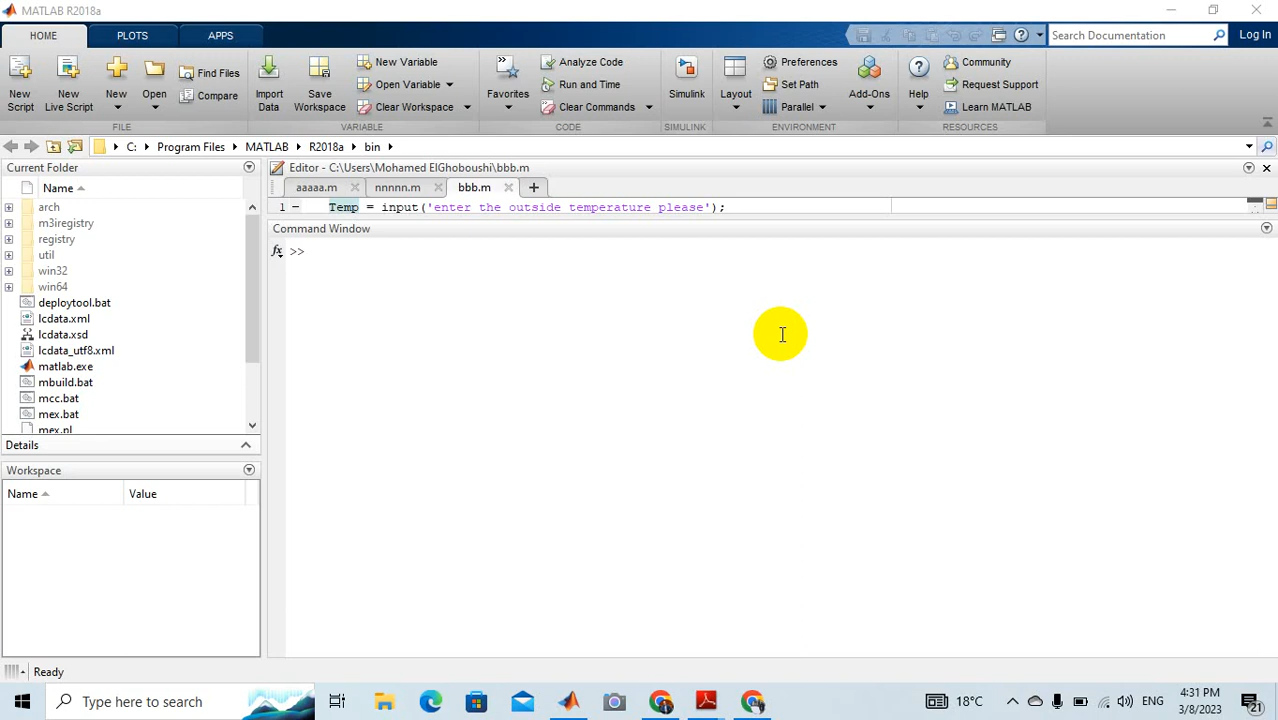 MATLAB R2018a
HOME PLOTS APPS
Search Documentation
Log In
New Script
New Live Script
New
Open
Find Files
Compare
Import Data
Save Workspace
New Variable
Open Variable
Clear Workspace
Favorites
Analyze Code
Run and Time
Clear Commands
Simulink
Layout
Preferences
Set Path
Parallel
Add-Ons
Help
Community
Request Support
Learn MATLAB
FILE VARIABLE CODE SIMULINK ENVIRONMENT RESOURCES
C: Program Files MATLAB R2018a bin
Current Folder
Name
arch
m3iregistry
registry
util
win32
win64
deploytool.bat
lcdata.xml
lcdata.xsd
lcdata_utf8.xml
matlab.exe
mbuild.bat
mcc.bat
mex.bat
mex.pl
Details
Workspace
Name Value
Editor - C:\Users\Mohamed ElGhoboushi\bbb.m
aaaaa.m nnnnn.m bbb.m
1 – Temp = input('enter the outside temperature please');
Command Window
fx >>
Ready
Type here to search
18°C
ENG
4:31 PM
3/8/2023
21